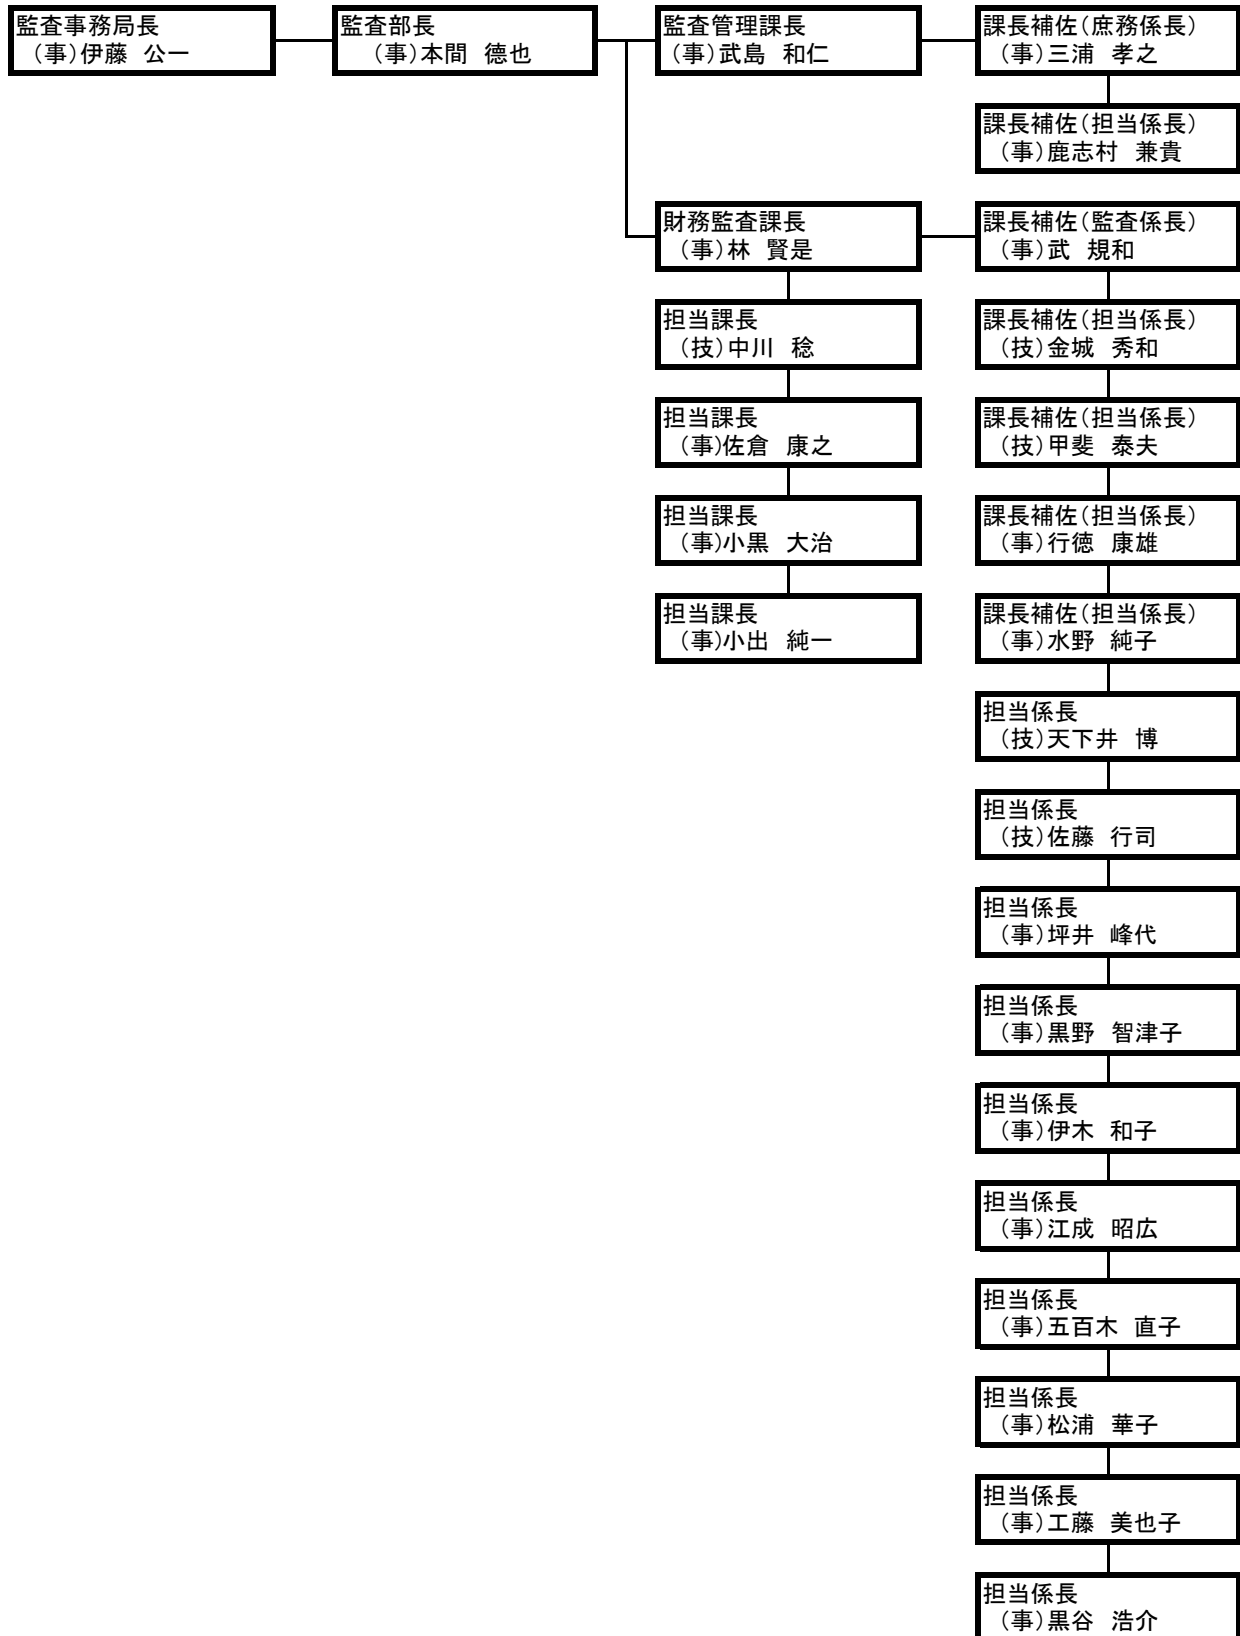 監査事務局長
（事）伊藤　公一
監査部長
（事）本間　德也
監査管理課長
（事）武島　和仁
課長補佐（庶務係長）
（事）三浦　孝之
課長補佐（担当係長）
（事）鹿志村　兼貴
財務監査課長
（事）林　賢是
課長補佐（監査係長）
（事）武　規和
担当課長
（技）中川　稔
課長補佐（担当係長）
（技）金城　秀和
担当課長
（事）佐倉　康之
課長補佐（担当係長）
（技）甲斐　泰夫
担当課長
（事）小黒　大治
課長補佐（担当係長）
（事）行徳　康雄
担当課長
（事）小出　純一
課長補佐（担当係長）
（事）水野　純子
担当係長
（技）天下井　博
担当係長
（技）佐藤　行司
担当係長
（事）坪井　峰代
担当係長
（事）黒野　智津子
担当係長
（事）伊木　和子
担当係長
（事）江成　昭広
担当係長
（事）五百木　直子
担当係長
（事）松浦　華子
担当係長
（事）工藤　美也子
担当係長
（事）黒谷　浩介